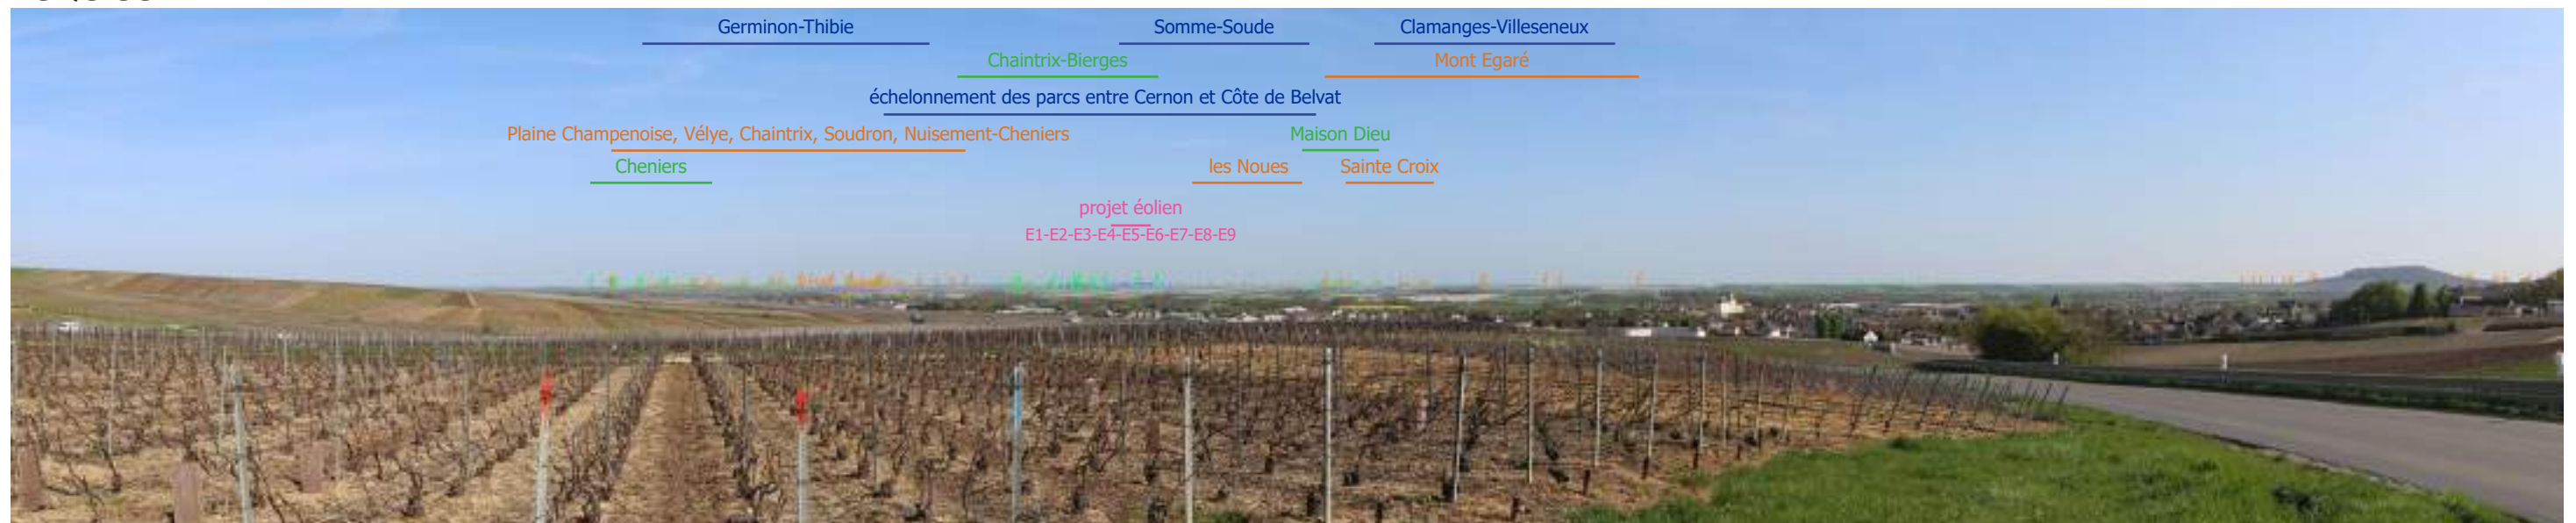 Germinon-Thibie Somme-Soude Clamanges-Villeseneux
Chaintrix-Bierges Mont Egaré
échelonnement des parcs entre Cernon et Côte de Belvat
Plaine Champenoise, Vélye, Chaintrix, Soudron, Nuisement-Cheniers Maison Dieu
Cheniers les Noues Sainte Croix
projet éolien
E1-E2-E3-E4-E5-E6-E7-E8-E9